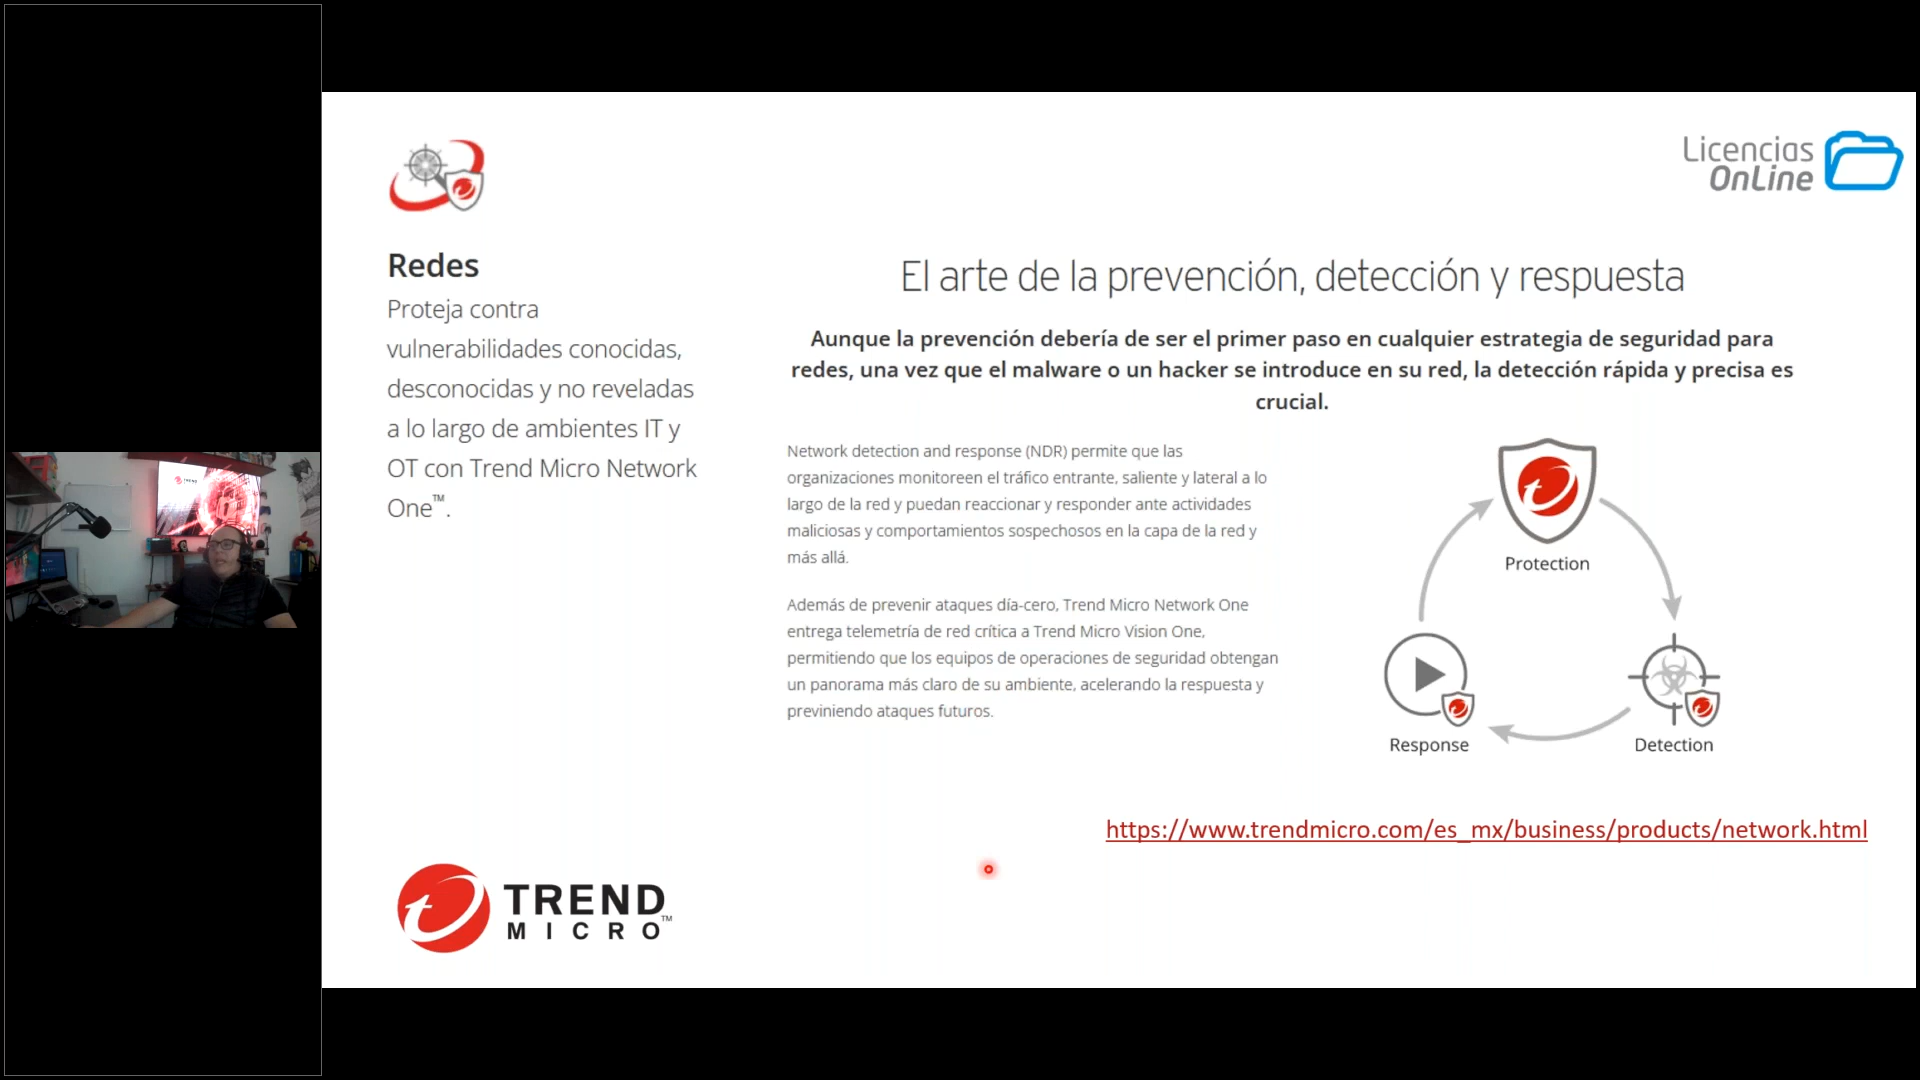 Licencias
OnLine
Redes
Proteja contra
vulnerabilidades conocidas,
desconocidas y no reveladas
a lo largo de ambientes IT y
OT con Trend Micro Network
One™.
El arte de la prevención, detección y respuesta
Aunque la prevención debería de ser el primer paso en cualquier estrategia de seguridad para
redes, una vez que el malware o un hacker se introduce en su red, la detección rápida y precisa es
crucial.
Network detection and response (NDR) permite que las
organizaciones monitoreen el tráfico entrante, saliente y lateral a lo
largo de la red y puedan reaccionar y responder ante actividades
maliciosas y comportamientos sospechosos en la capa de la red y
más allá.
Además de prevenir ataques día-cero, Trend Micro Network One
entrega telemetría de red crítica a Trend Micro Vision One,
permitiendo que los equipos de operaciones de seguridad obtengan
un panorama más claro de su ambiente, acelerando la respuesta y
previniendo ataques futuros.
Protection
Response
Detection
https://www.trendmicro.com/es_mx/business/products/network.html
TREND
MICRO™